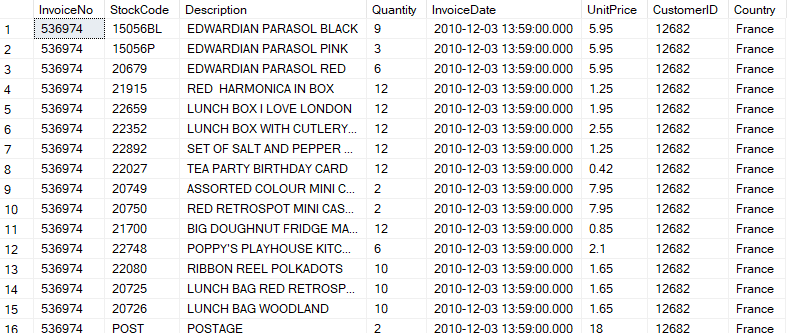 InvoiceNo StockCode Description Quantity InvoiceDate UnitPrice CustomerID Country
1 536974 15056BL EDWARDIAN PARASOL BLACK 9 2010-12-03 13:59:00.000 5.95 12682 France
2 536974 15056P EDWARDIAN PARASOL PINK 3 2010-12-03 13:59:00.000 5.95 12682 France
3 536974 20679 EDWARDIAN PARASOL RED 6 2010-12-03 13:59:00.000 5.95 12682 France
4 536974 21915 RED  HARMONICA IN BOX 12 2010-12-03 13:59:00.000 1.25 12682 France
5 536974 22659 LUNCH BOX I LOVE LONDON 12 2010-12-03 13:59:00.000 1.95 12682 France
6 536974 22352 LUNCH BOX WITH CUTLERY... 12 2010-12-03 13:59:00.000 2.55 12682 France
7 536974 22892 SET OF SALT AND PEPPER ... 12 2010-12-03 13:59:00.000 1.25 12682 France
8 536974 22027 TEA PARTY BIRTHDAY CARD 12 2010-12-03 13:59:00.000 0.42 12682 France
9 536974 20749 ASSORTED COLOUR MINI C... 2 2010-12-03 13:59:00.000 7.95 12682 France
10 536974 20750 RED RETROSPOT MINI CAS... 2 2010-12-03 13:59:00.000 7.95 12682 France
11 536974 21700 BIG DOUGHNUT FRIDGE MA... 12 2010-12-03 13:59:00.000 0.85 12682 France
12 536974 22748 POPPY'S PLAYHOUSE KITC... 6 2010-12-03 13:59:00.000 2.1 12682 France
13 536974 22080 RIBBON REEL POLKADOTS 10 2010-12-03 13:59:00.000 1.65 12682 France
14 536974 20725 LUNCH BAG RED RETROSP... 10 2010-12-03 13:59:00.000 1.65 12682 France
15 536974 20726 LUNCH BAG WOODLAND 10 2010-12-03 13:59:00.000 1.65 12682 France
16 536974 POST POSTAGE 2 2010-12-03 13:59:00.000 18 12682 France